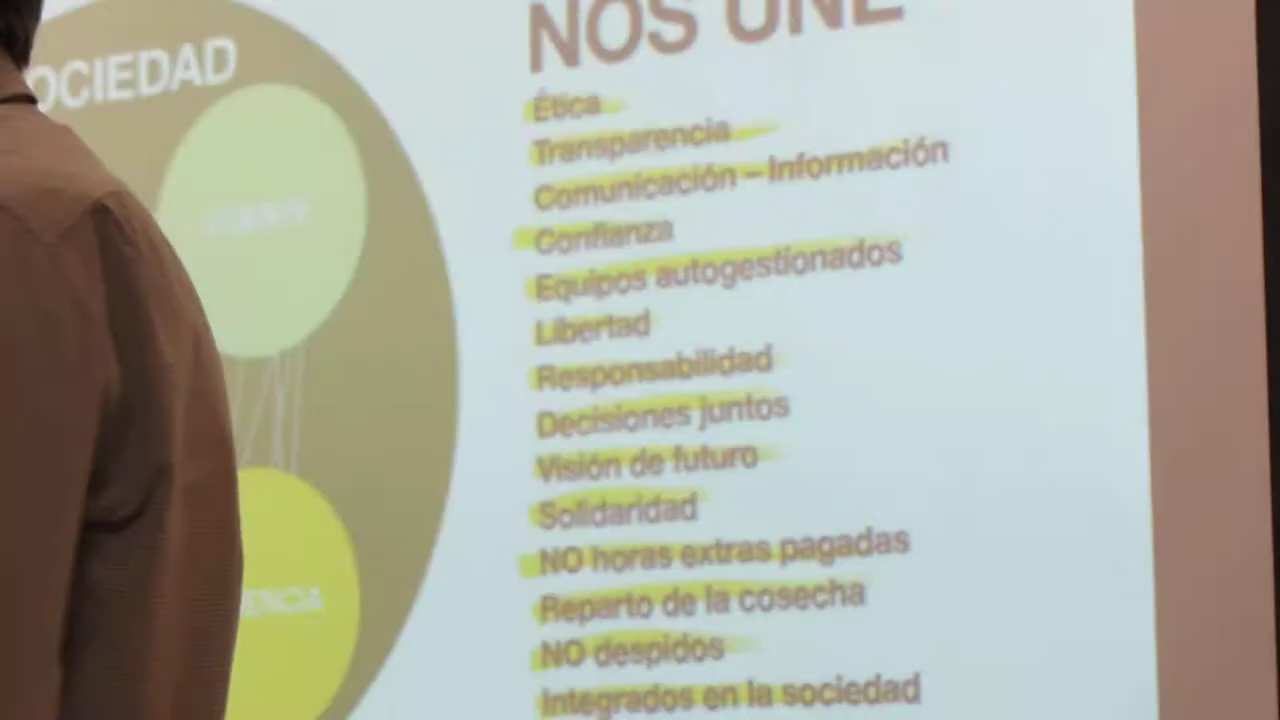 NOS UNE
OCIEDAD
Ética
Transparencia
Comunicación – Información
Confianza
Equipos autogestionados
Libertad
Responsabilidad
Decisiones juntos
Visión de futuro
Solidaridad
NO horas extras pagadas
Reparto de la cosecha
NO despidos
Integrados en la sociedad